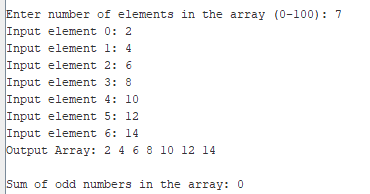 Enter number of elements in the array (0-100): 7
Input element 0: 2
Input element 1: 4
Input element 2: 6
Input element 3: 8
Input element 4: 10
Input element 5: 12
Input element 6: 14
Output Array: 2 4 6 8 10 12 14
Sum of odd numbers in the array: 0